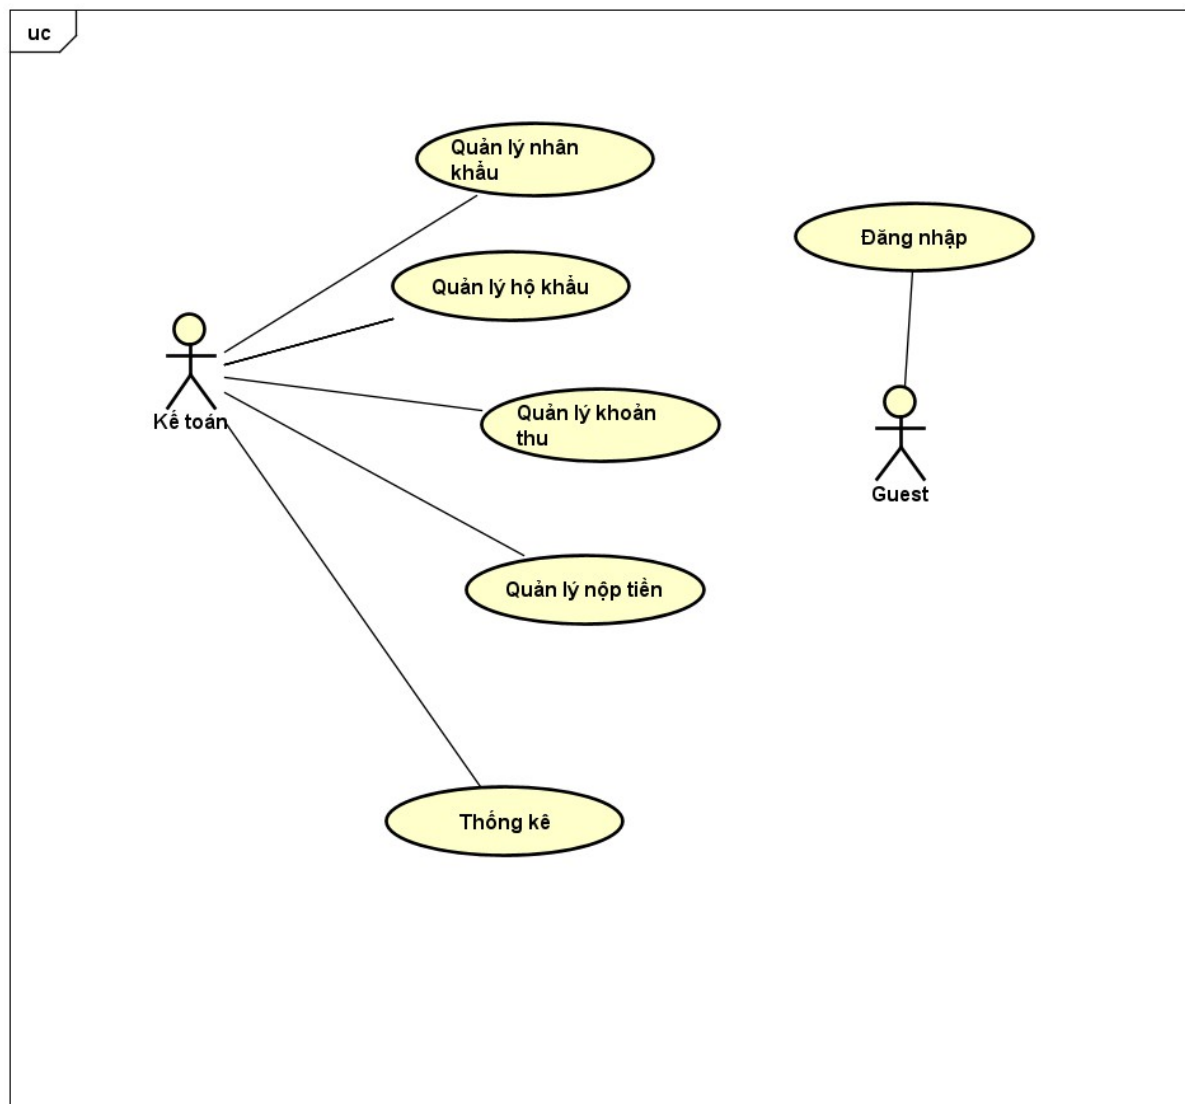 uc
Quản lý nhân
khẩu
Đăng nhập
Quản lý hộ khẩu
Kế toán
Quản lý khoản
thu
Guest
Quản lý nộp tiền
Thống kê